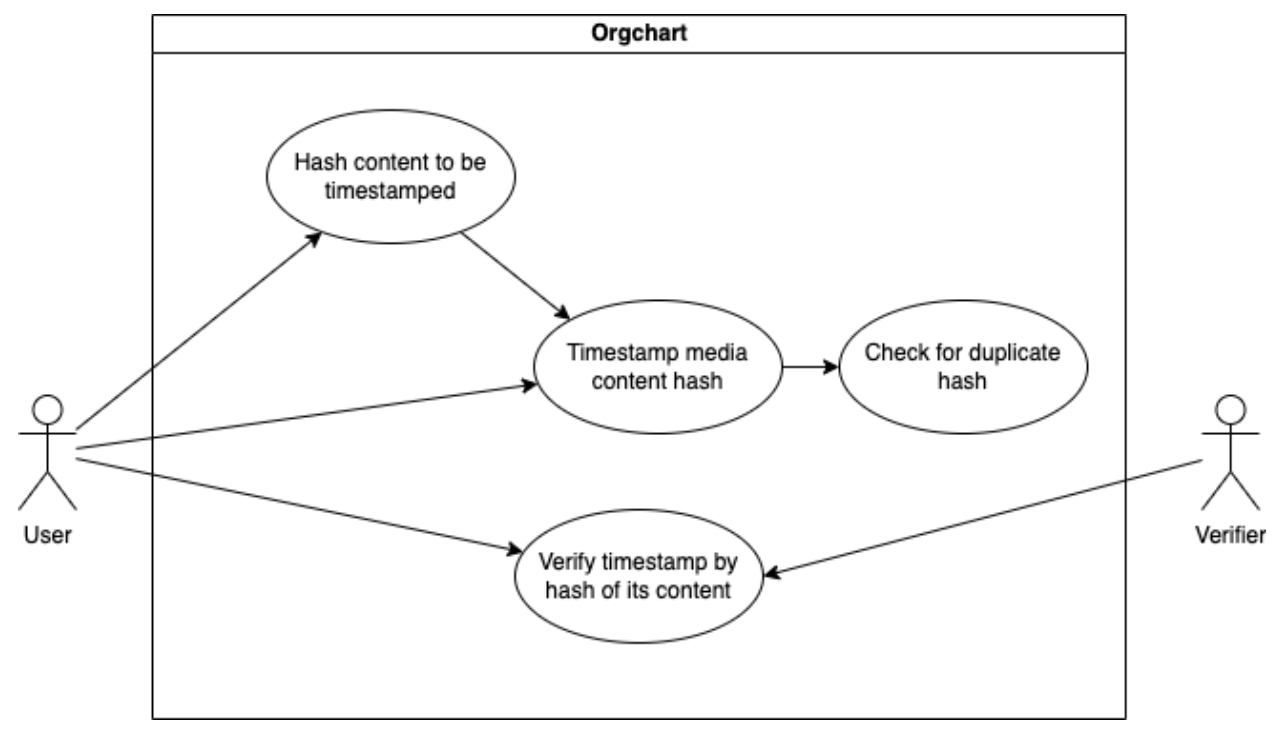 Orgchart
Hash content to be
timestamped
Timestamp media
content hash
Check for duplicate
hash
User
Verifier
Verify timestamp by
hash of its content